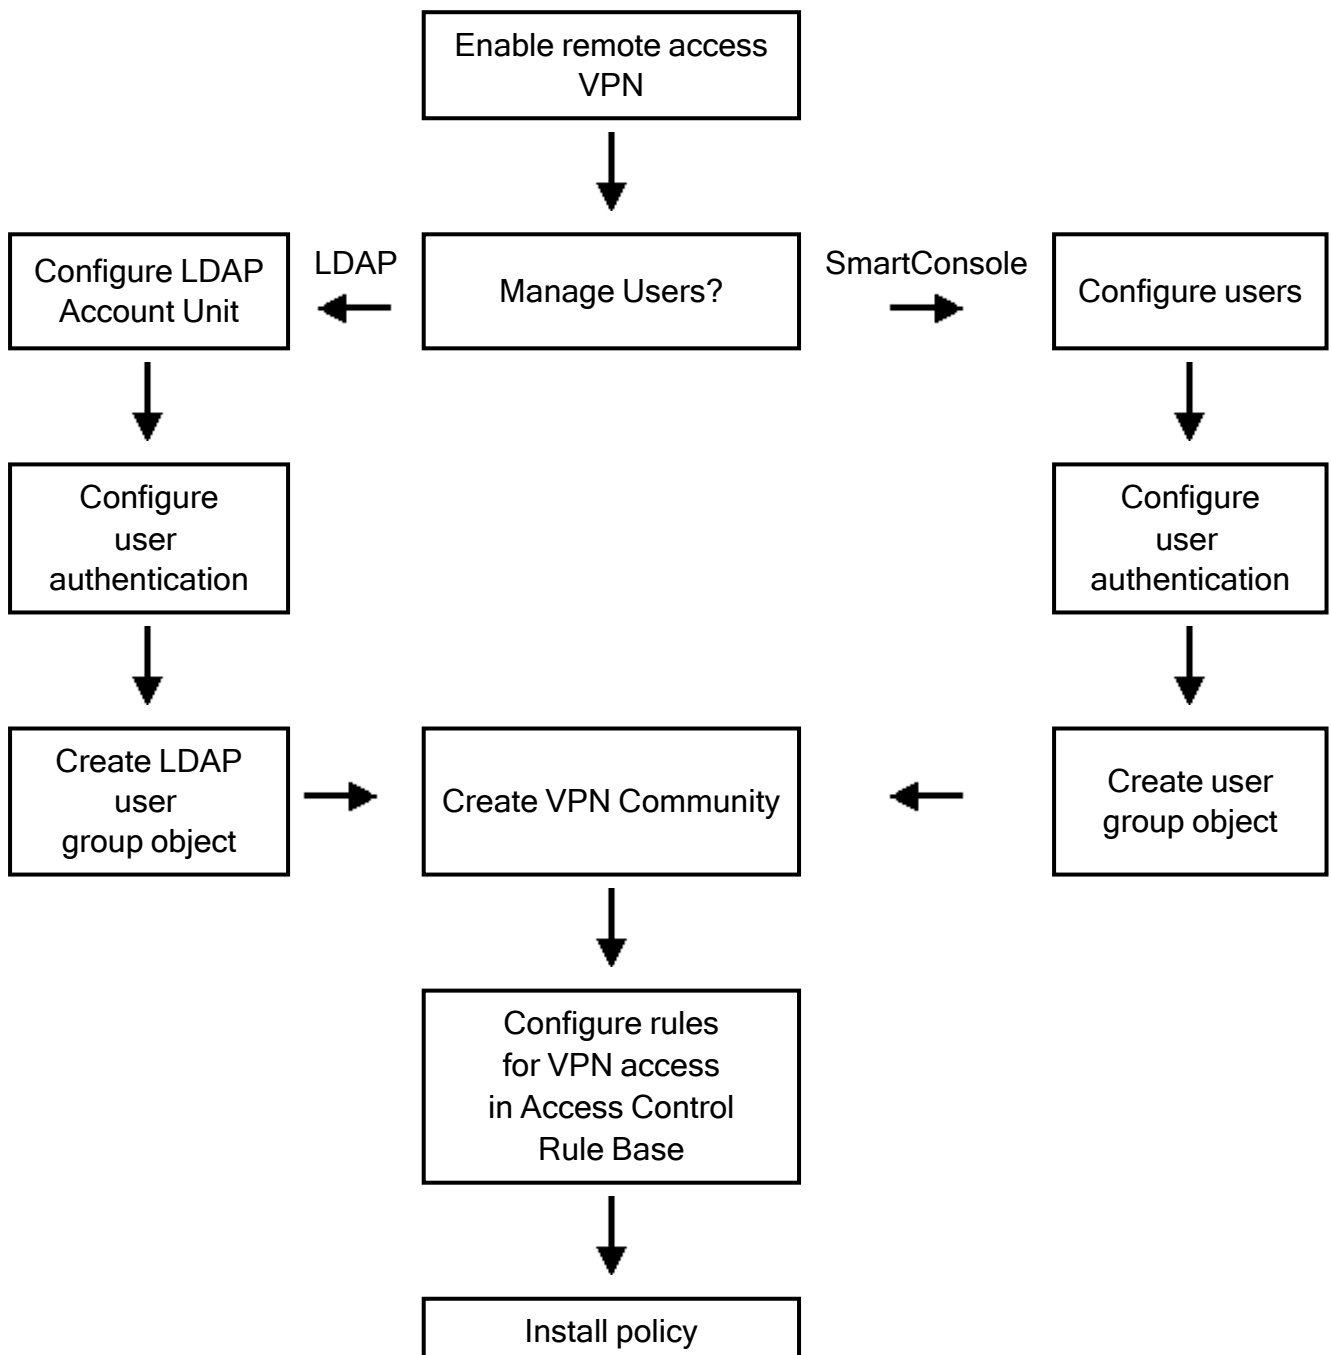 Enable remote access
VPN
Configure LDAP
Account Unit
LDAP
Manage Users?
SmartConsole
Configure users
Configure
user
authentication
Configure
user
authentication
Create LDAP
user
group object
Create VPN Community
Create user
group object
Configure rules
for VPN access
in Access Control
Rule Base
Install policy